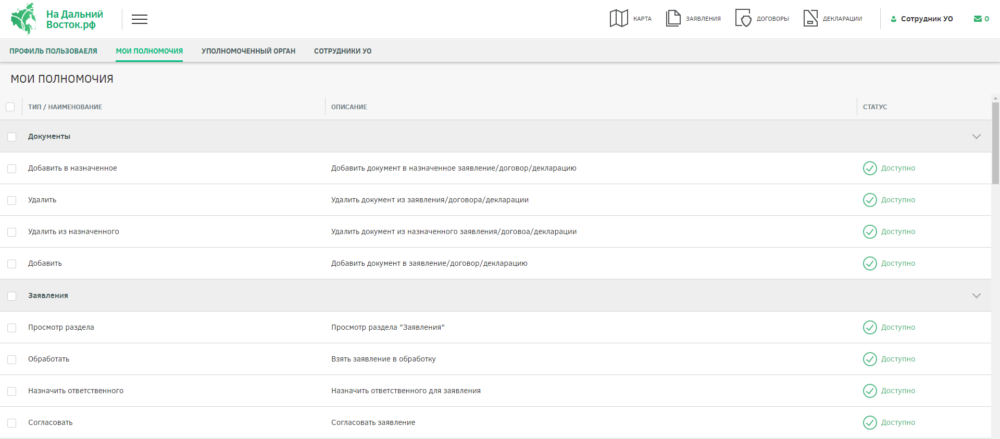 На Дальний
Восток.рф
КАРТА
ЗАЯВЛЕНИЯ
ДОГОВОРЫ
ДЕКЛАРАЦИИ
Сотрудник УО
0
ПРОФИЛЬ ПОЛЬЗОВАЕЛЯ
МОИ ПОЛНОМОЧИЯ
УПОЛНОМОЧЕННЫЙ ОРГАН
СОТРУДНИКИ УО
МОИ ПОЛНОМОЧИЯ
ТИП / НАИМЕНОВАНИЕ
ОПИСАНИЕ
СТАТУС
Документы
Добавить в назначенное
Добавить документ в назначенное заявление/договор/декларацию
Доступно
Удалить
Удалить документ из заявления/договора/декларации
Доступно
Удалить из назначенного
Удалить документ из назначенного заявления/договоа/декларации
Доступно
Добавить
Добавить документ в заявление/договор/декларацию
Доступно
Заявления
Просмотр раздела
Просмотр раздела "Заявления"
Доступно
Обработать
Взять заявление в обработку
Доступно
Назначить ответственного
Назначить ответственного для заявления
Доступно
Согласовать
Согласовать заявление
Доступно